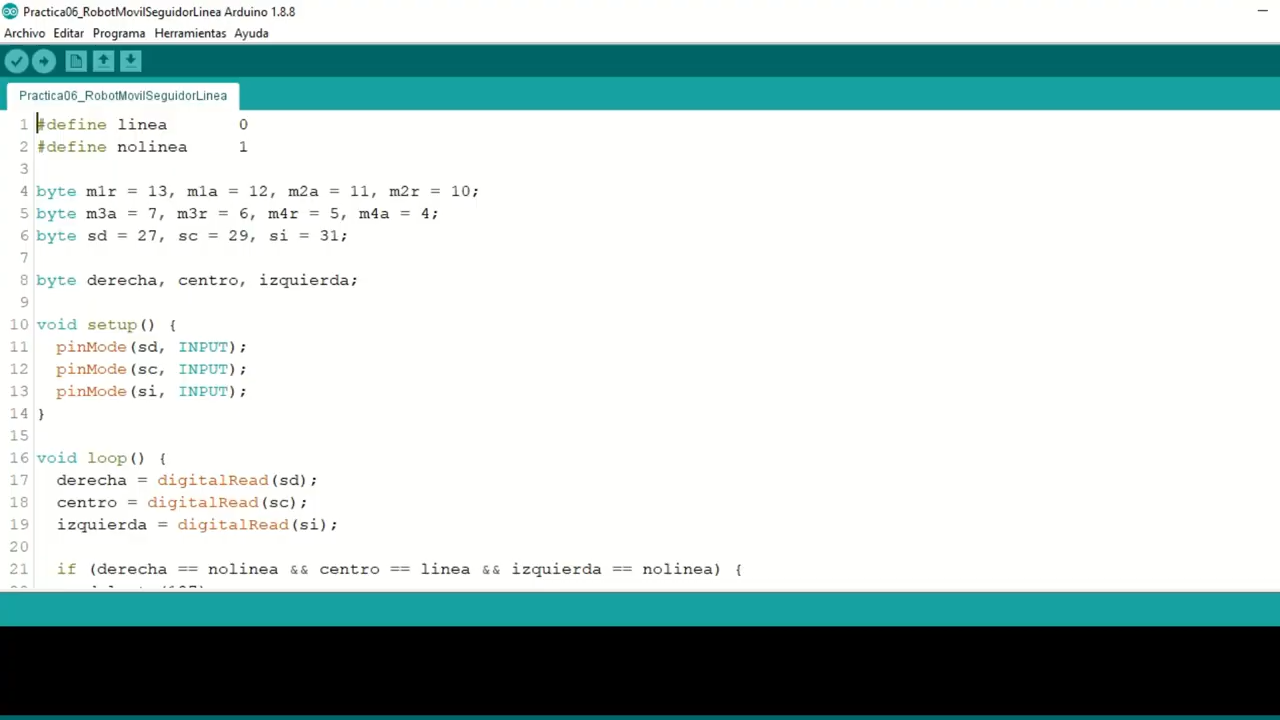 Practica06_RobotMovilSeguidorLinea Arduino 1.8.8
Archivo Editar Programa Herramientas Ayuda
Practica06_RobotMovilSeguidorLinea
1 #define linea 0
2 #define nolinea 1
3
4 byte m1r = 13, m1a = 12, m2a = 11, m2r = 10;
5 byte m3a = 7, m3r = 6, m4r = 5, m4a = 4;
6 byte sd = 27, sc = 29, si = 31;
7
8 byte derecha, centro, izquierda;
9
10 void setup() {
11 pinMode(sd, INPUT);
12 pinMode(sc, INPUT);
13 pinMode(si, INPUT);
14 }
15
16 void loop() {
17 derecha = digitalRead(sd);
18 centro = digitalRead(sc);
19 izquierda = digitalRead(si);
20
21 if (derecha == nolinea && centro == linea && izquierda == nolinea) {